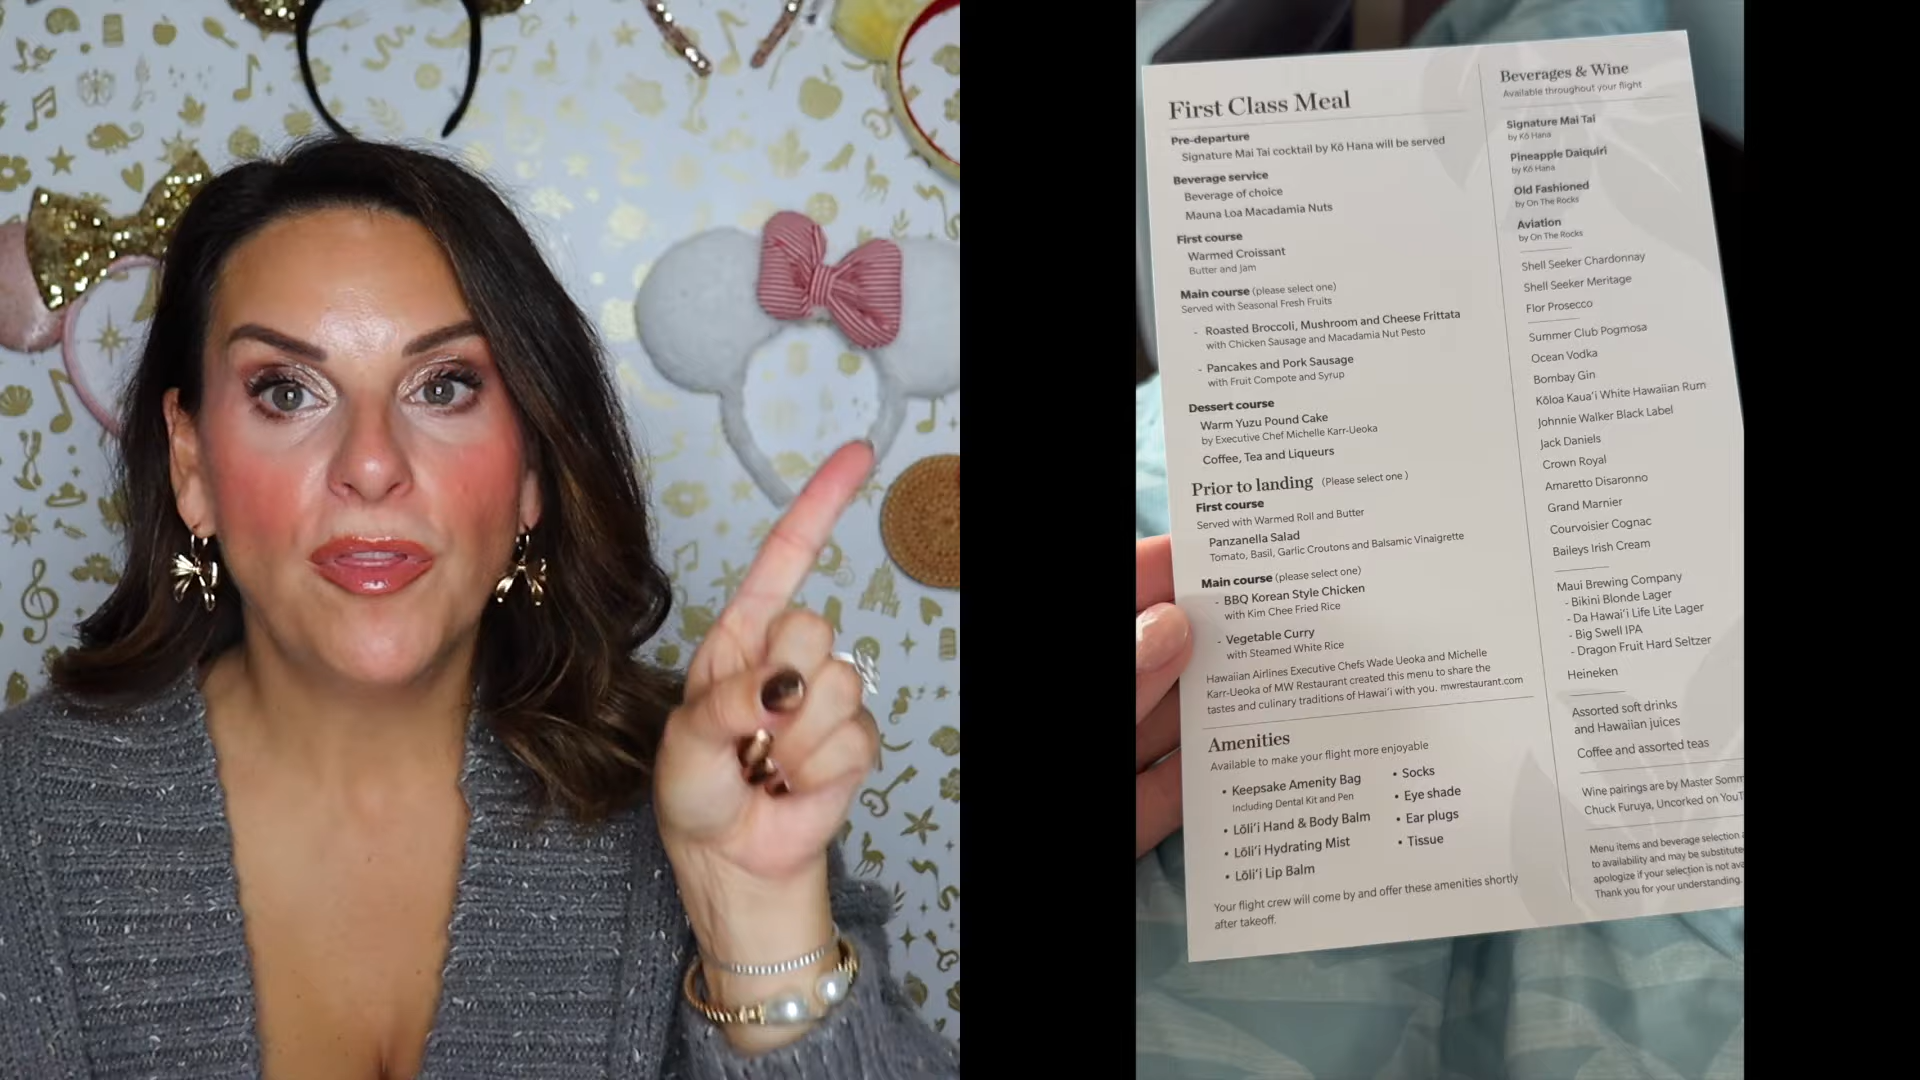 First Class Meal
Pre-departure
Signature Mai Tai cocktail by Kō Hana will be served
Beverage service
Beverage of choice
Mauna Loa Macadamia Nuts
First course
Warmed Croissant
Butter and Jam
Main course (please select one)
Served with Seasonal Fresh Fruits
- Roasted Broccoli, Mushroom and Cheese Frittata
with Chicken Sausage and Macadamia Nut Pesto
- Pancakes and Pork Sausage
with Fruit Compote and Syrup
Dessert course
Warm Yuzu Pound Cake
by Executive Chef Michelle Karr-Ueoka
Coffee, Tea and Liqueurs
Prior to landing (Please select one )
First course
Served with Warmed Roll and Butter
Panzanella Salad
Tomato, Basil, Garlic Croutons and Balsamic Vinaigrette
Main course (please select one)
- BBQ Korean Style Chicken
with Kim Chee Fried Rice
- Vegetable Curry
with Steamed White Rice
Hawaiian Airlines Executive Chefs Wade Ueoka and Michelle
Karr-Ueoka of MW Restaurant created this menu to share the
tastes and culinary traditions of Hawai'i with you. mwrestaurant.com
Amenities
Available to make your flight more enjoyable
• Keepsake Amenity Bag
Including Dental Kit and Pen
• Lōli'i Hand & Body Balm
• Lōli'i Hydrating Mist
• Lōli'i Lip Balm
• Socks
• Eye shade
• Ear plugs
• Tissue
Your flight crew will come by and offer these amenities shortly
after takeoff.
Beverages & Wine
Available throughout your flight
Signature Mai Tai
by Kō Hana
Pineapple Daiquiri
by Kō Hana
Old Fashioned
by On The Rocks
Aviation
by On The Rocks
Shell Seeker Chardonnay
Shell Seeker Meritage
Flor Prosecco
Summer Club Pogmosa
Ocean Vodka
Bombay Gin
Kōloa Kaua'i White Hawaiian Rum
Johnnie Walker Black Label
Jack Daniels
Crown Royal
Amaretto Disaronno
Grand Marnier
Courvoisier Cognac
Baileys Irish Cream
Maui Brewing Company
- Bikini Blonde Lager
- Da Hawai'i Life Lite Lager
- Big Swell IPA
- Dragon Fruit Hard Seltzer
Heineken
Assorted soft drinks
and Hawaiian juices
Coffee and assorted teas
Wine pairings are by Master Somm
Chuck Furuya, Uncorked on YouT
Menu items and beverage selection
to availability and may be substitute
apologize if your selection is not ava
Thank you for your understanding.